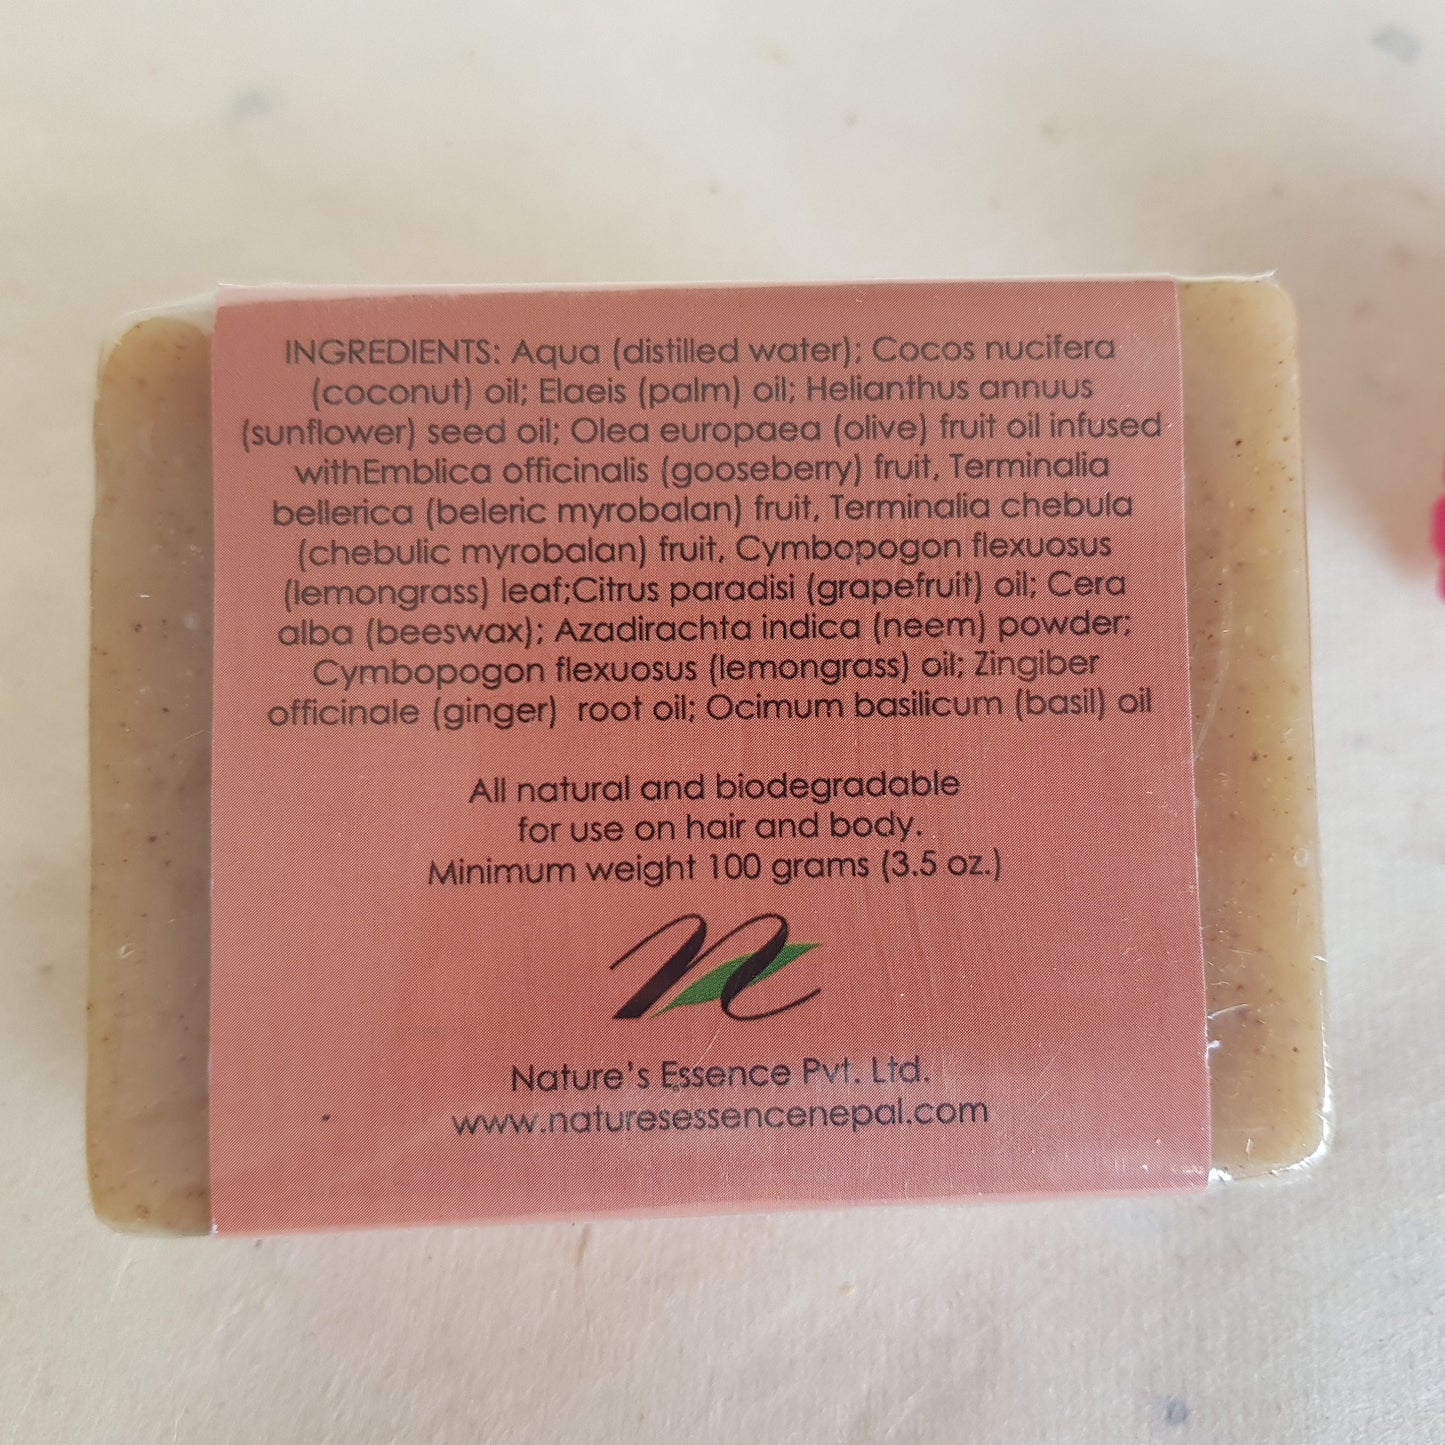 INGREDIENTS: Aqua (distilled water); Cocos nucifera
(coconut) oil; Elaeis (palm) oil; Helianthus annuus
(sunflower) seed oil; Olea europaea (olive) fruit oil infused
withEmblica officinalis (gooseberry) fruit, Terminalia
bellerica (beleric myrobalan) fruit, Terminalia chebula
(chebulic myrobalan) fruit, Cymbopogon flexuosus
(lemongrass) leaf;Citrus paradisi (grapefruit) oil; Cera
alba (beeswax); Azadirachta indica (neem) powder;
Cymbopogon flexuosus (lemongrass) oil; Zingiber
officinale (ginger) root oil; Ocimum basilicum (basil) oil
All natural and biodegradable
for use on hair and body.
Minimum weight 100 grams (3.5 oz.)
n
Nature's Essence Pvt. Ltd.
www.naturesessencenepal.com